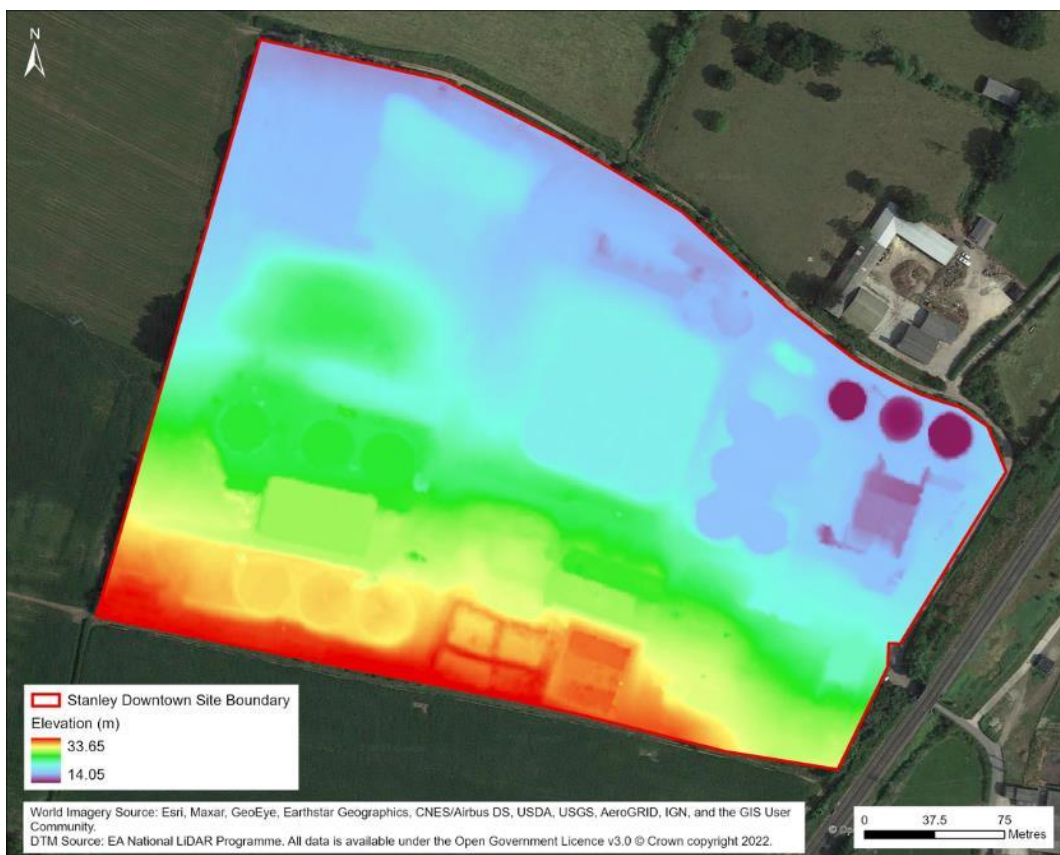 N
Stanley Downtown Site Boundary
Elevation (m)
33.65
14.05
World Imagery Source: Esri, Maxar, GeoEye, Earthstar Geographics, CNES/Airbus DS, USDA, USGS, AeroGRID, IGN, and the GIS User
Community.
DTM Source: EA National LiDAR Programme. All data is available under the Open Government Licence v3.0 © Crown copyright 2022.
0 37.5 75
Metres